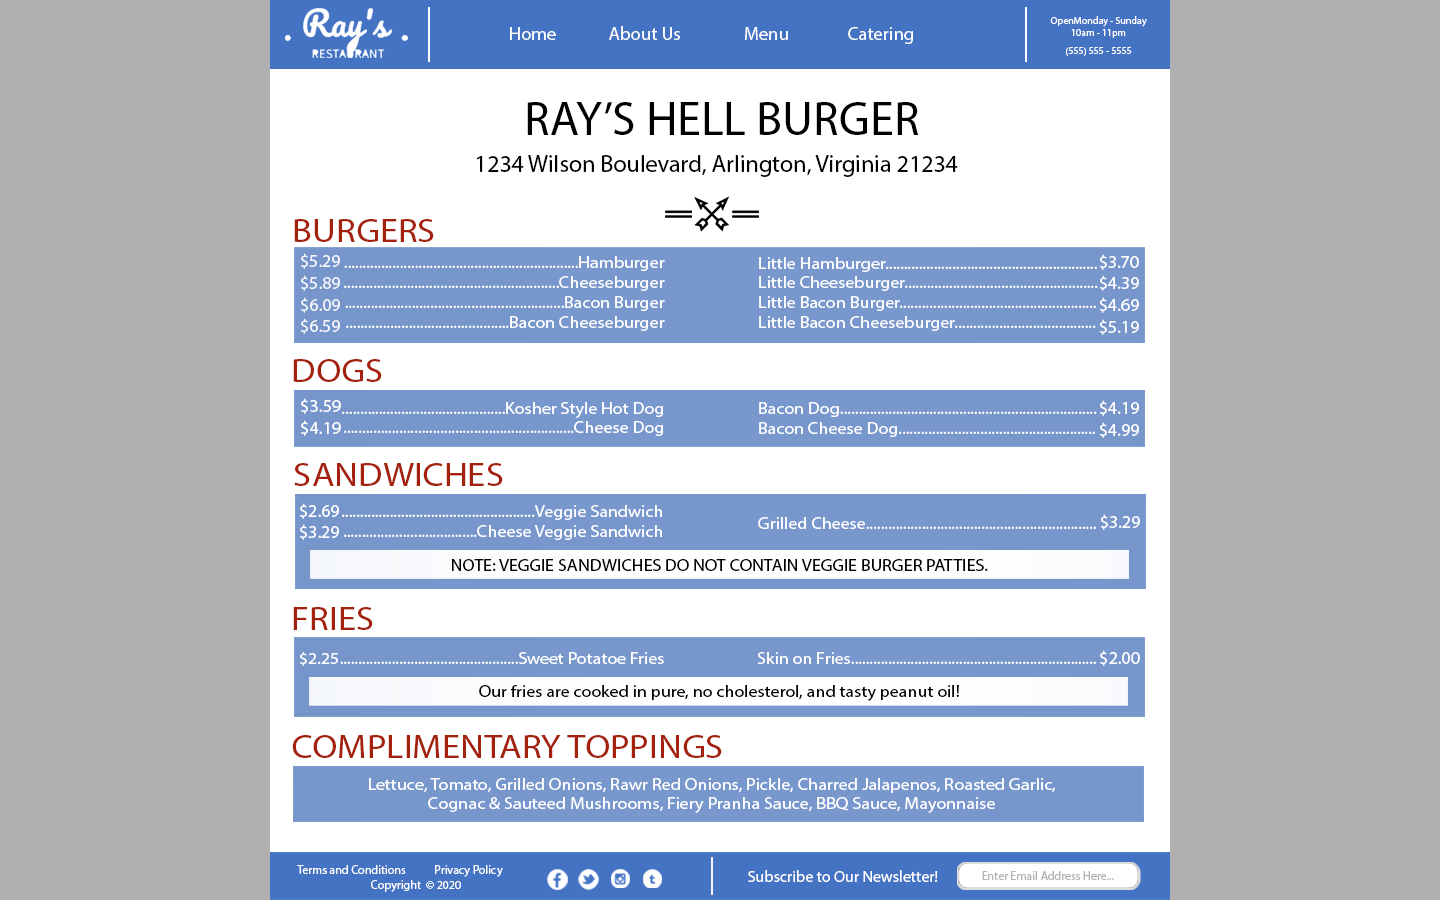 Ray's
RESTAURANT
Home About Us Menu Catering
OpenMonday - Sunday
10am - 11pm
(555) 555 - 5555
RAY'S HELL BURGER
1234 Wilson Boulevard, Arlington, Virginia 21234
BURGERS
$5.29 ........................................................Hamburger Little Hamburger........................................................$3.70
$5.89 ........................................................Cheeseburger Little Cheeseburger........................................................$4.39
$6.09 ........................................................Bacon Burger Little Bacon Burger........................................................$4.69
$6.59 ........................................................Bacon Cheeseburger Little Bacon Cheeseburger........................................................$5.19
DOGS
$3.59........................................................Kosher Style Hot Dog Bacon Dog........................................................$4.19
$4.19 ........................................................Cheese Dog Bacon Cheese Dog........................................................$4.99
SANDWICHES
$2.69........................................................Veggie Sandwich
Grilled Cheese........................................................$3.29
$3.29 ........................................................Cheese Veggie Sandwich
NOTE: VEGGIE SANDWICHES DO NOT CONTAIN VEGGIE BURGER PATTIES.
FRIES
$2.25........................................................Sweet Potatoe Fries Skin on Fries........................................................$2.00
Our fries are cooked in pure, no cholesterol, and tasty peanut oil!
COMPLIMENTARY TOPPINGS
Lettuce, Tomato, Grilled Onions, Rawr Red Onions, Pickle, Charred Jalapenos, Roasted Garlic,
Cognac & Sauteed Mushrooms, Fiery Pranha Sauce, BBQ Sauce, Mayonnaise
Terms and Conditions Privacy Policy
Copyright © 2020
Subscribe to Our Newsletter! Enter Email Address Here...